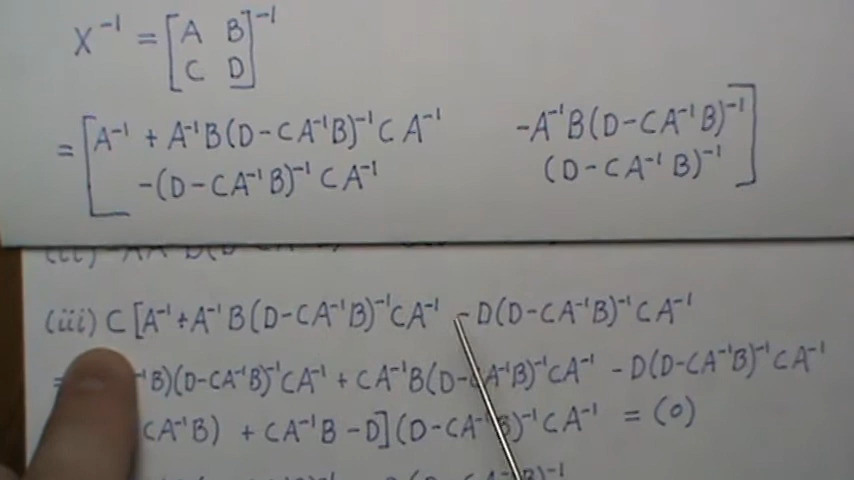 X⁻¹ = [A B]⁻¹
[C D]
= [A⁻¹ + A⁻¹B(D-CA⁻¹B)⁻¹CA⁻¹ -A⁻¹B(D-CA⁻¹B)⁻¹]
-(D-CA⁻¹B)⁻¹CA⁻¹ (D-CA⁻¹B)⁻¹
(iii) C[A⁻¹+A⁻¹B(D-CA⁻¹B)⁻¹CA⁻¹ -D(D-CA⁻¹B)⁻¹CA⁻¹
= ⁻¹B)(D-CA⁻¹B)⁻¹CA⁻¹ + CA⁻¹B(D-CA⁻¹B)⁻¹CA⁻¹ -D(D-CA⁻¹B)⁻¹CA⁻¹
CA⁻¹B) + CA⁻¹B-D](D-CA⁻¹B)⁻¹CA⁻¹ = (0)